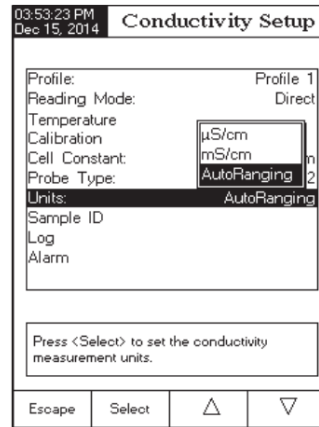 03:53:23 PM
Dec 15, 2014
Conductivity Setup
Profile: Profile 1
Reading Mode: Direct
Temperature
Calibration
Cell Constant:
Probe Type: 2
µS/cm
mS/cm
AutoRanging
Units: AutoRanging
Sample ID
Log
Alarm
Press <Select> to set the conductivity
measurement units.
Escape Select